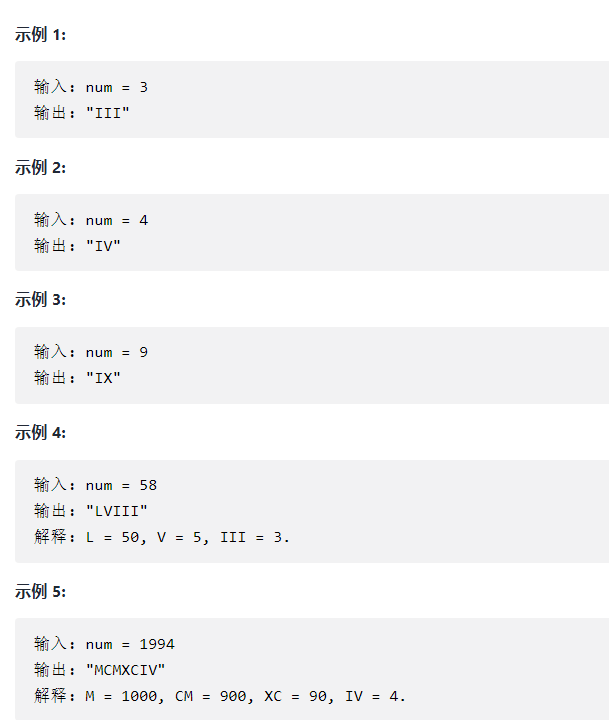 示例 1:
输入：num = 3
输出："III"
示例 2:
输入：num = 4
输出："IV"
示例 3:
输入：num = 9
输出："IX"
示例 4:
输入：num = 58
输出："LVIII"
解释：L = 50, V = 5, III = 3.
示例 5:
输入：num = 1994
输出："MCMXCIV"
解释：M = 1000, CM = 900, XC = 90, IV = 4.